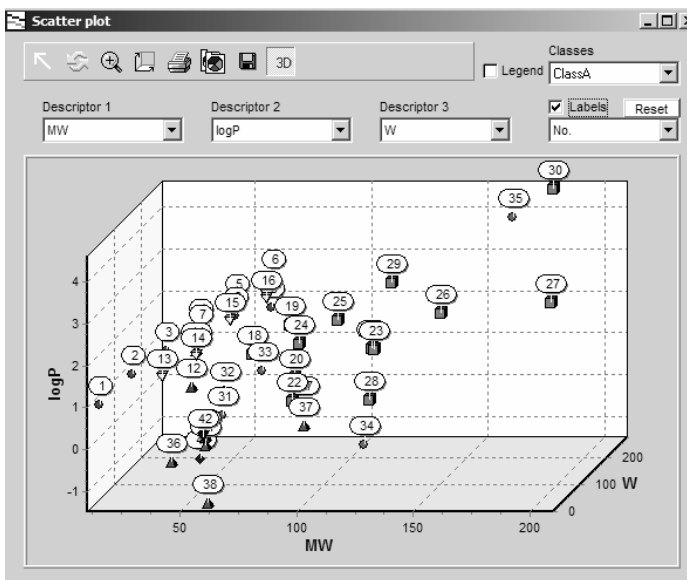 Scatter plot
3D
Legend
Classes
ClassA
Descriptor 1
Descriptor 2
Descriptor 3
Labels
Reset
MW
logP
W
No.
30
35
6
29
27
5
16
15
19
25
26
7
24
23
3
14
18
2
33
20
13
12
32
1
22
28
31
37
42
34
36
38
4
3
2
1
0
-1
logP
50
100
150
200
MW
0
100
200
W